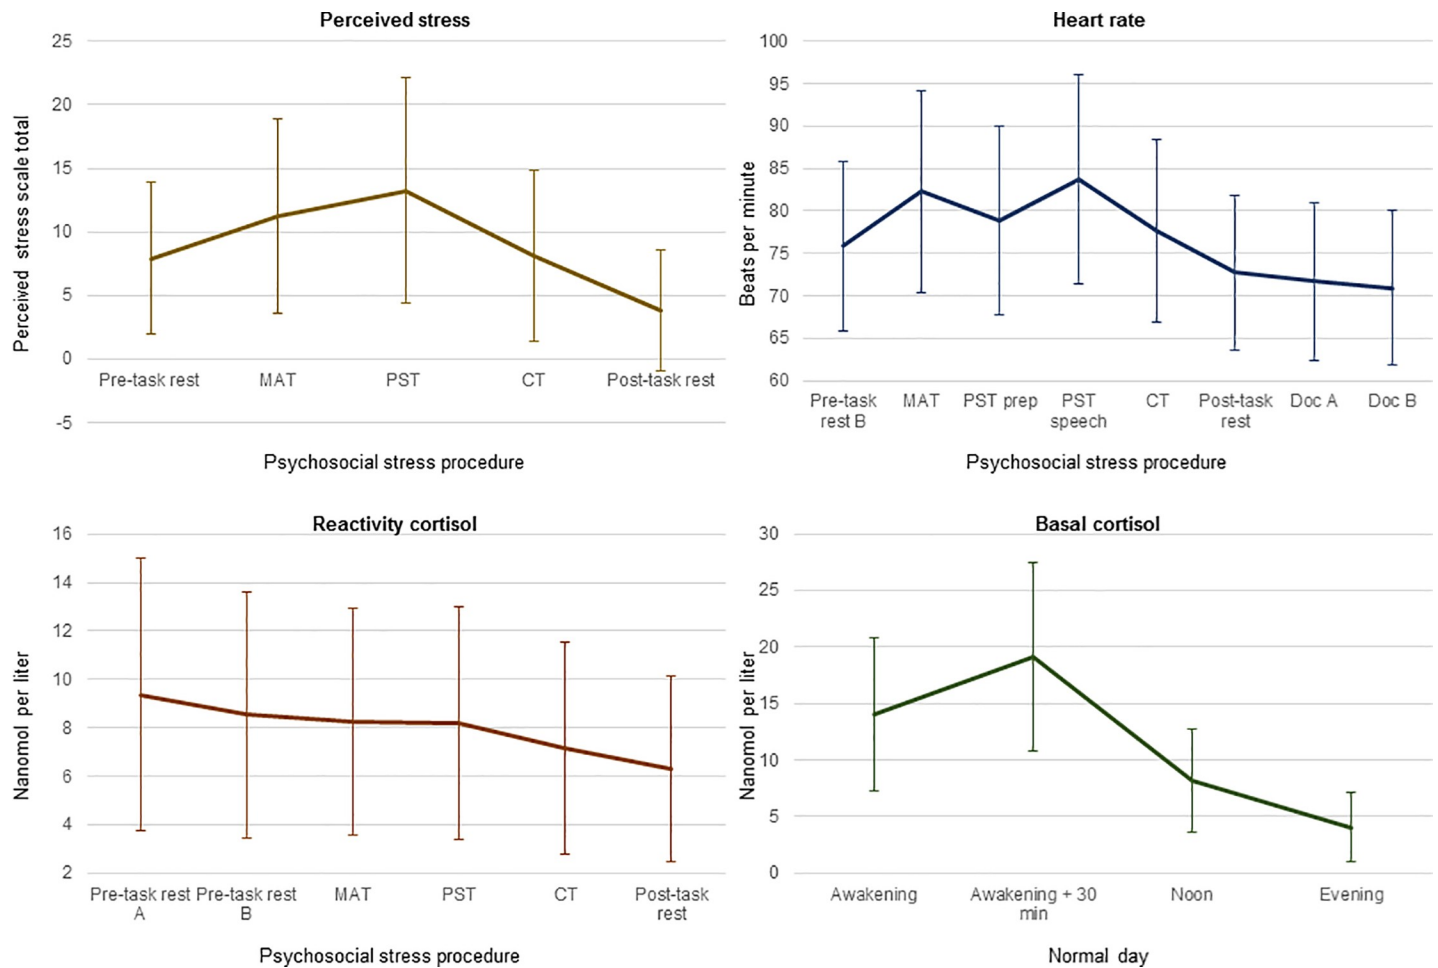 Perceived stress
25
20
15
10
5
0
-5
Perceived stress scale total
Pre-task rest MAT PST CT Post-task rest
Psychosocial stress procedure
Heart rate
100
95
90
85
80
75
70
65
60
Beats per minute
Pre-task rest B
MAT
PST prep
PST speech
CT
Post-task rest
Doc A
Doc B
Psychosocial stress procedure
Reactivity cortisol
16
14
12
10
8
6
4
2
Nanomol per liter
Pre-task rest A
Pre-task rest B
MAT
PST
CT
Post-task rest
Psychosocial stress procedure
Basal cortisol
30
25
20
15
10
5
0
Nanomol per liter
Awakening
Awakening + 30 min
Noon
Evening
Normal day